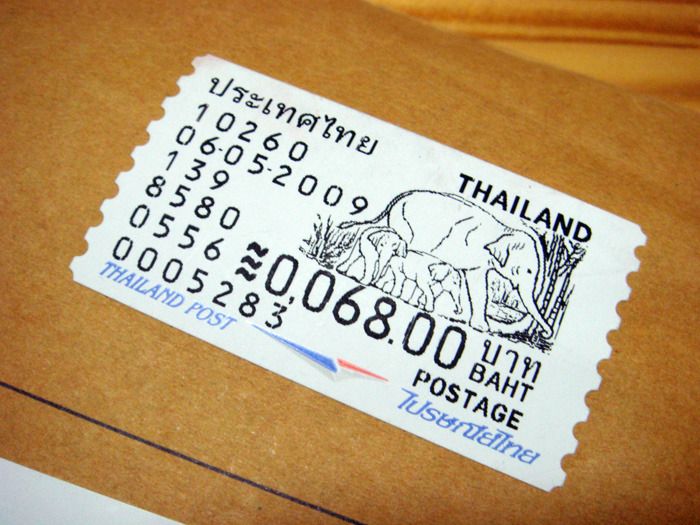 ประเทศไทย
10260
06-05-2009
139
8580
0556
0005283
THAILAND
≈0,068.00 บาท
BAHT
POSTAGE
THAILAND POST
ไปรษณีย์ไทย